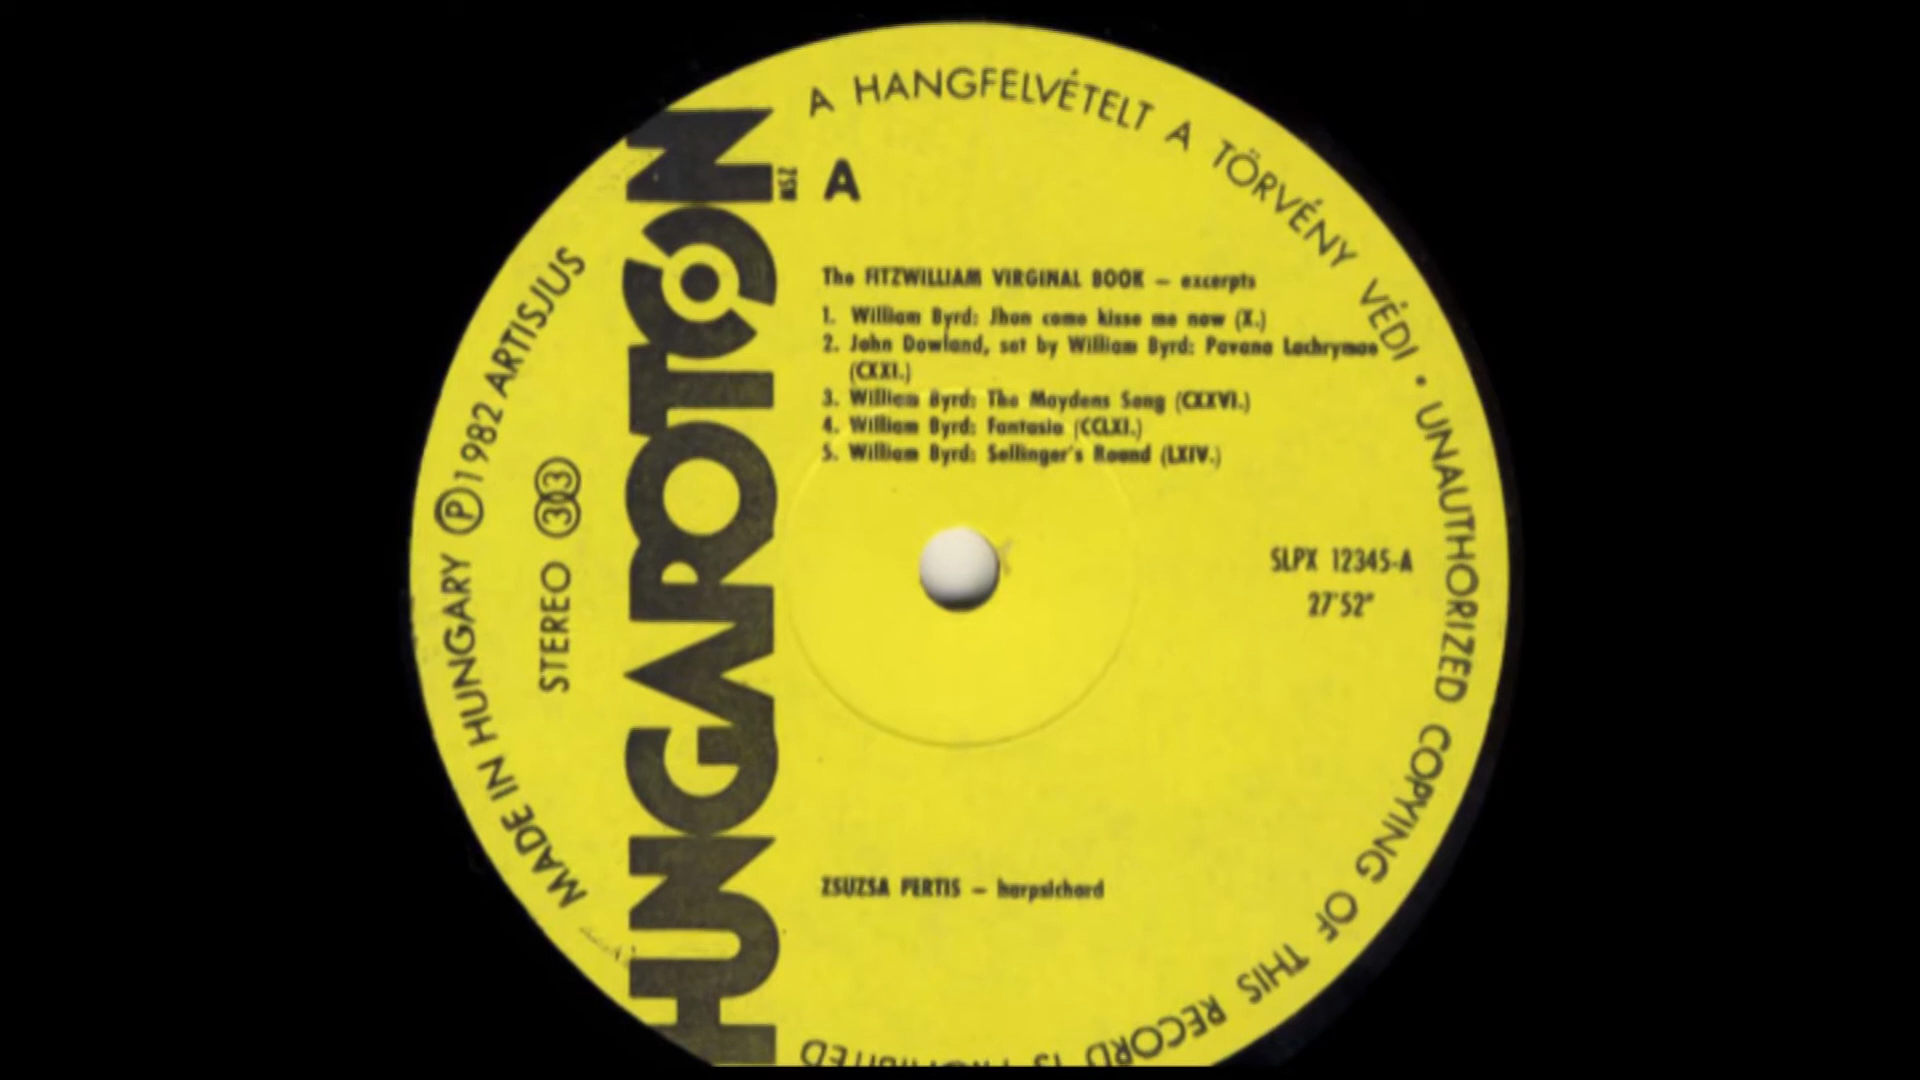 A HANGFELVÉTELT A TÖRVÉNY VÉDI • UNAUTHORIZED COPYING OF THIS RECORD IS PROHIBITED
MADE IN HUNGARY Ⓟ 1982 ARTISJUS
STEREO 33
HUNGAROTON
MSZ
A
The FITZWILLIAM VIRGINAL BOOK – excerpts
1. William Byrd: Jhon come kisse me now (X.)
2. John Dowland, set by William Byrd: Pavana Lachrymae
(CXXI.)
3. William Byrd: The Maydens Song (CXXVI.)
4. William Byrd: Fantasia (CCLXI.)
5. William Byrd: Sellinger's Round (LXIV.)
SLPX 12345-A
27'52"
ZSUZSA PERTIS – harpsichord